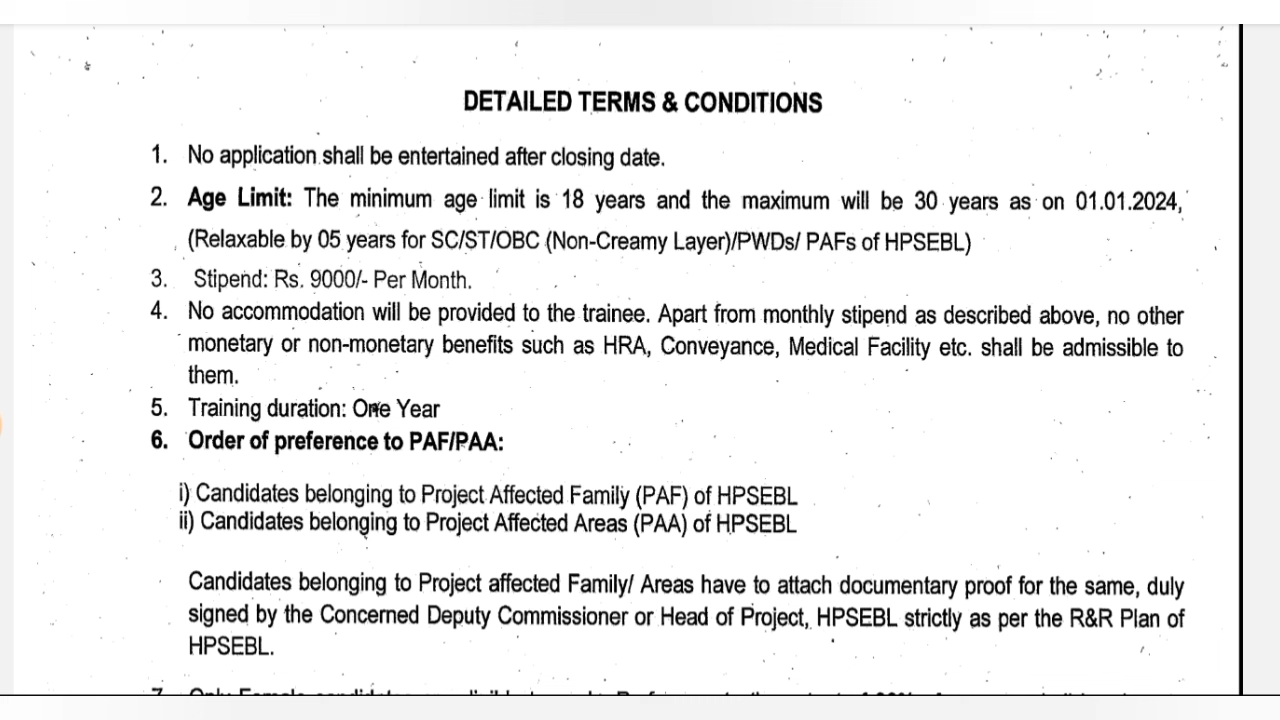 DETAILED TERMS & CONDITIONS
1. No application shall be entertained after closing date.
2. Age Limit: The minimum age limit is 18 years and the maximum will be 30 years as on 01.01.2024,
(Relaxable by 05 years for SC/ST/OBC (Non-Creamy Layer)/PWDs/ PAFs of HPSEBL)
3. Stipend: Rs. 9000/- Per Month.
4. No accommodation will be provided to the trainee. Apart from monthly stipend as described above, no other
monetary or non-monetary benefits such as HRA, Conveyance, Medical Facility etc. shall be admissible to
them.
5. Training duration: One Year
6. Order of preference to PAF/PAA:
i) Candidates belonging to Project Affected Family (PAF) of HPSEBL
ii) Candidates belonging to Project Affected Areas (PAA) of HPSEBL
Candidates belonging to Project affected Family/ Areas have to attach documentary proof for the same, duly
signed by the Concerned Deputy Commissioner or Head of Project, HPSEBL strictly as per the R&R Plan of
HPSEBL.
7. Only Female